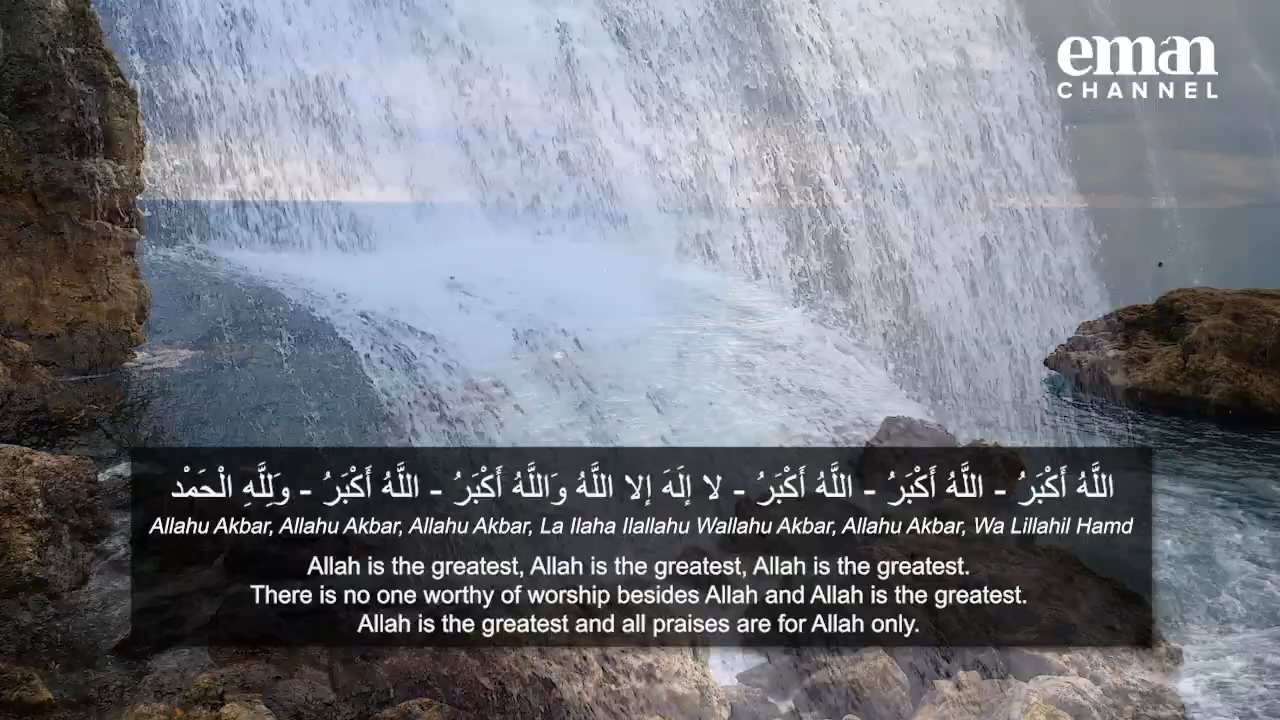 eman
CHANNEL
اللَّهُ أَكْبَرُ - اللَّهُ أَكْبَرُ - اللَّهُ أَكْبَرُ - لا إِلَهَ إِلا اللَّهُ وَاللَّهُ أَكْبَرُ - اللَّهُ أَكْبَرُ - وَلِلَّهِ الْحَمْد
Allahu Akbar, Allahu Akbar, Allahu Akbar, La Ilaha Ilallahu Wallahu Akbar, Allahu Akbar, Wa Lillahil Hamd
Allah is the greatest, Allah is the greatest, Allah is the greatest.
There is no one worthy of worship besides Allah and Allah is the greatest.
Allah is the greatest and all praises are for Allah only.